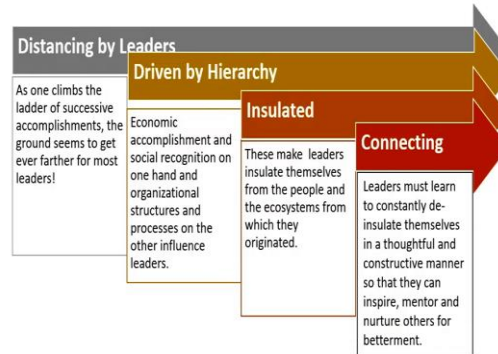 Distancing by Leaders
As one climbs the
ladder of successive
accomplishments, the
ground seems to get
ever farther for most
leaders!
Driven by Hierarchy
Economic
accomplishment and
social recognition on
one hand and
organizational
structures and
processes on the
other influence
leaders.
Insulated
These make leaders
insulate themselves
from the people and
the ecosystems from
which they
originated.
Connecting
Leaders must learn
to constantly de-
insulate themselves
in a thoughtful and
constructive manner
so that they can
inspire, mentor and
nurture others for
betterment.